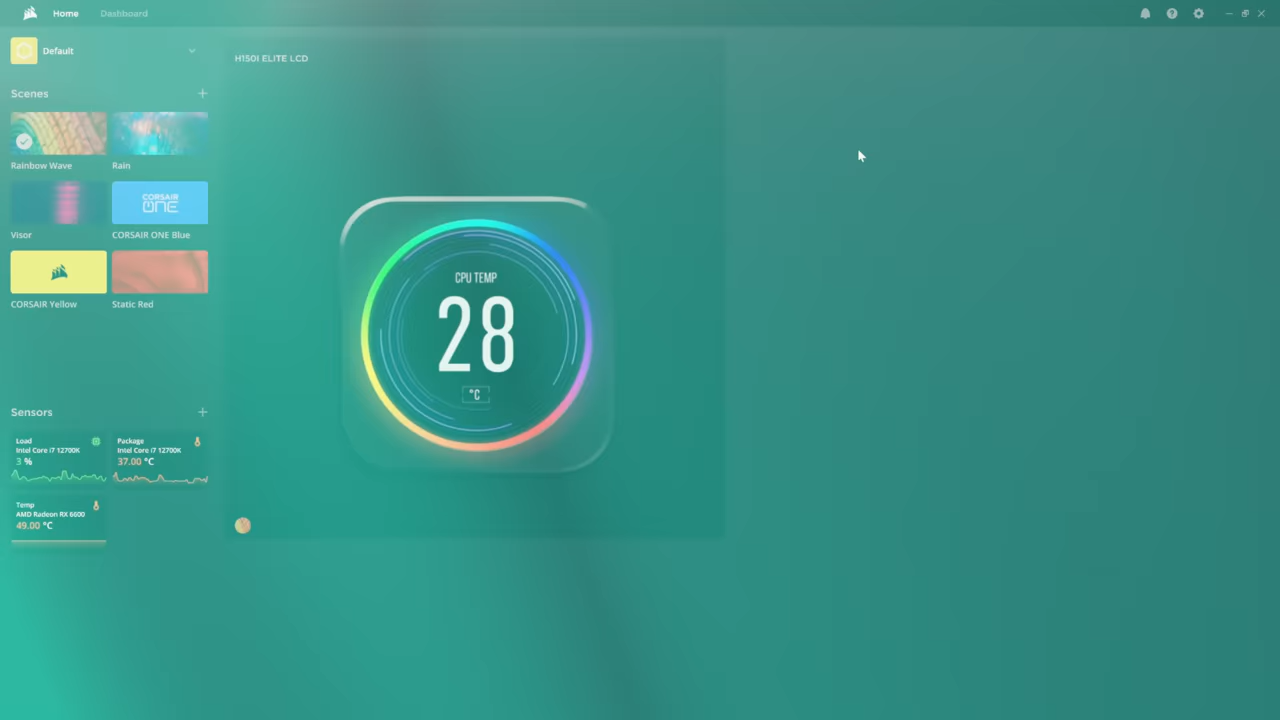 Home
Dashboard
Default
H150I ELITE LCD
Scenes
Rainbow Wave
Rain
CORSAIR
ONE
Visor
CORSAIR ONE Blue
CORSAIR Yellow
Static Red
CPU TEMP
28
°C
Sensors
Load
Intel Core i7 12700K
3 %
Package
Intel Core i7 12700K
37.00 °C
Temp
AMD Radeon RX 6600
49.00 °C